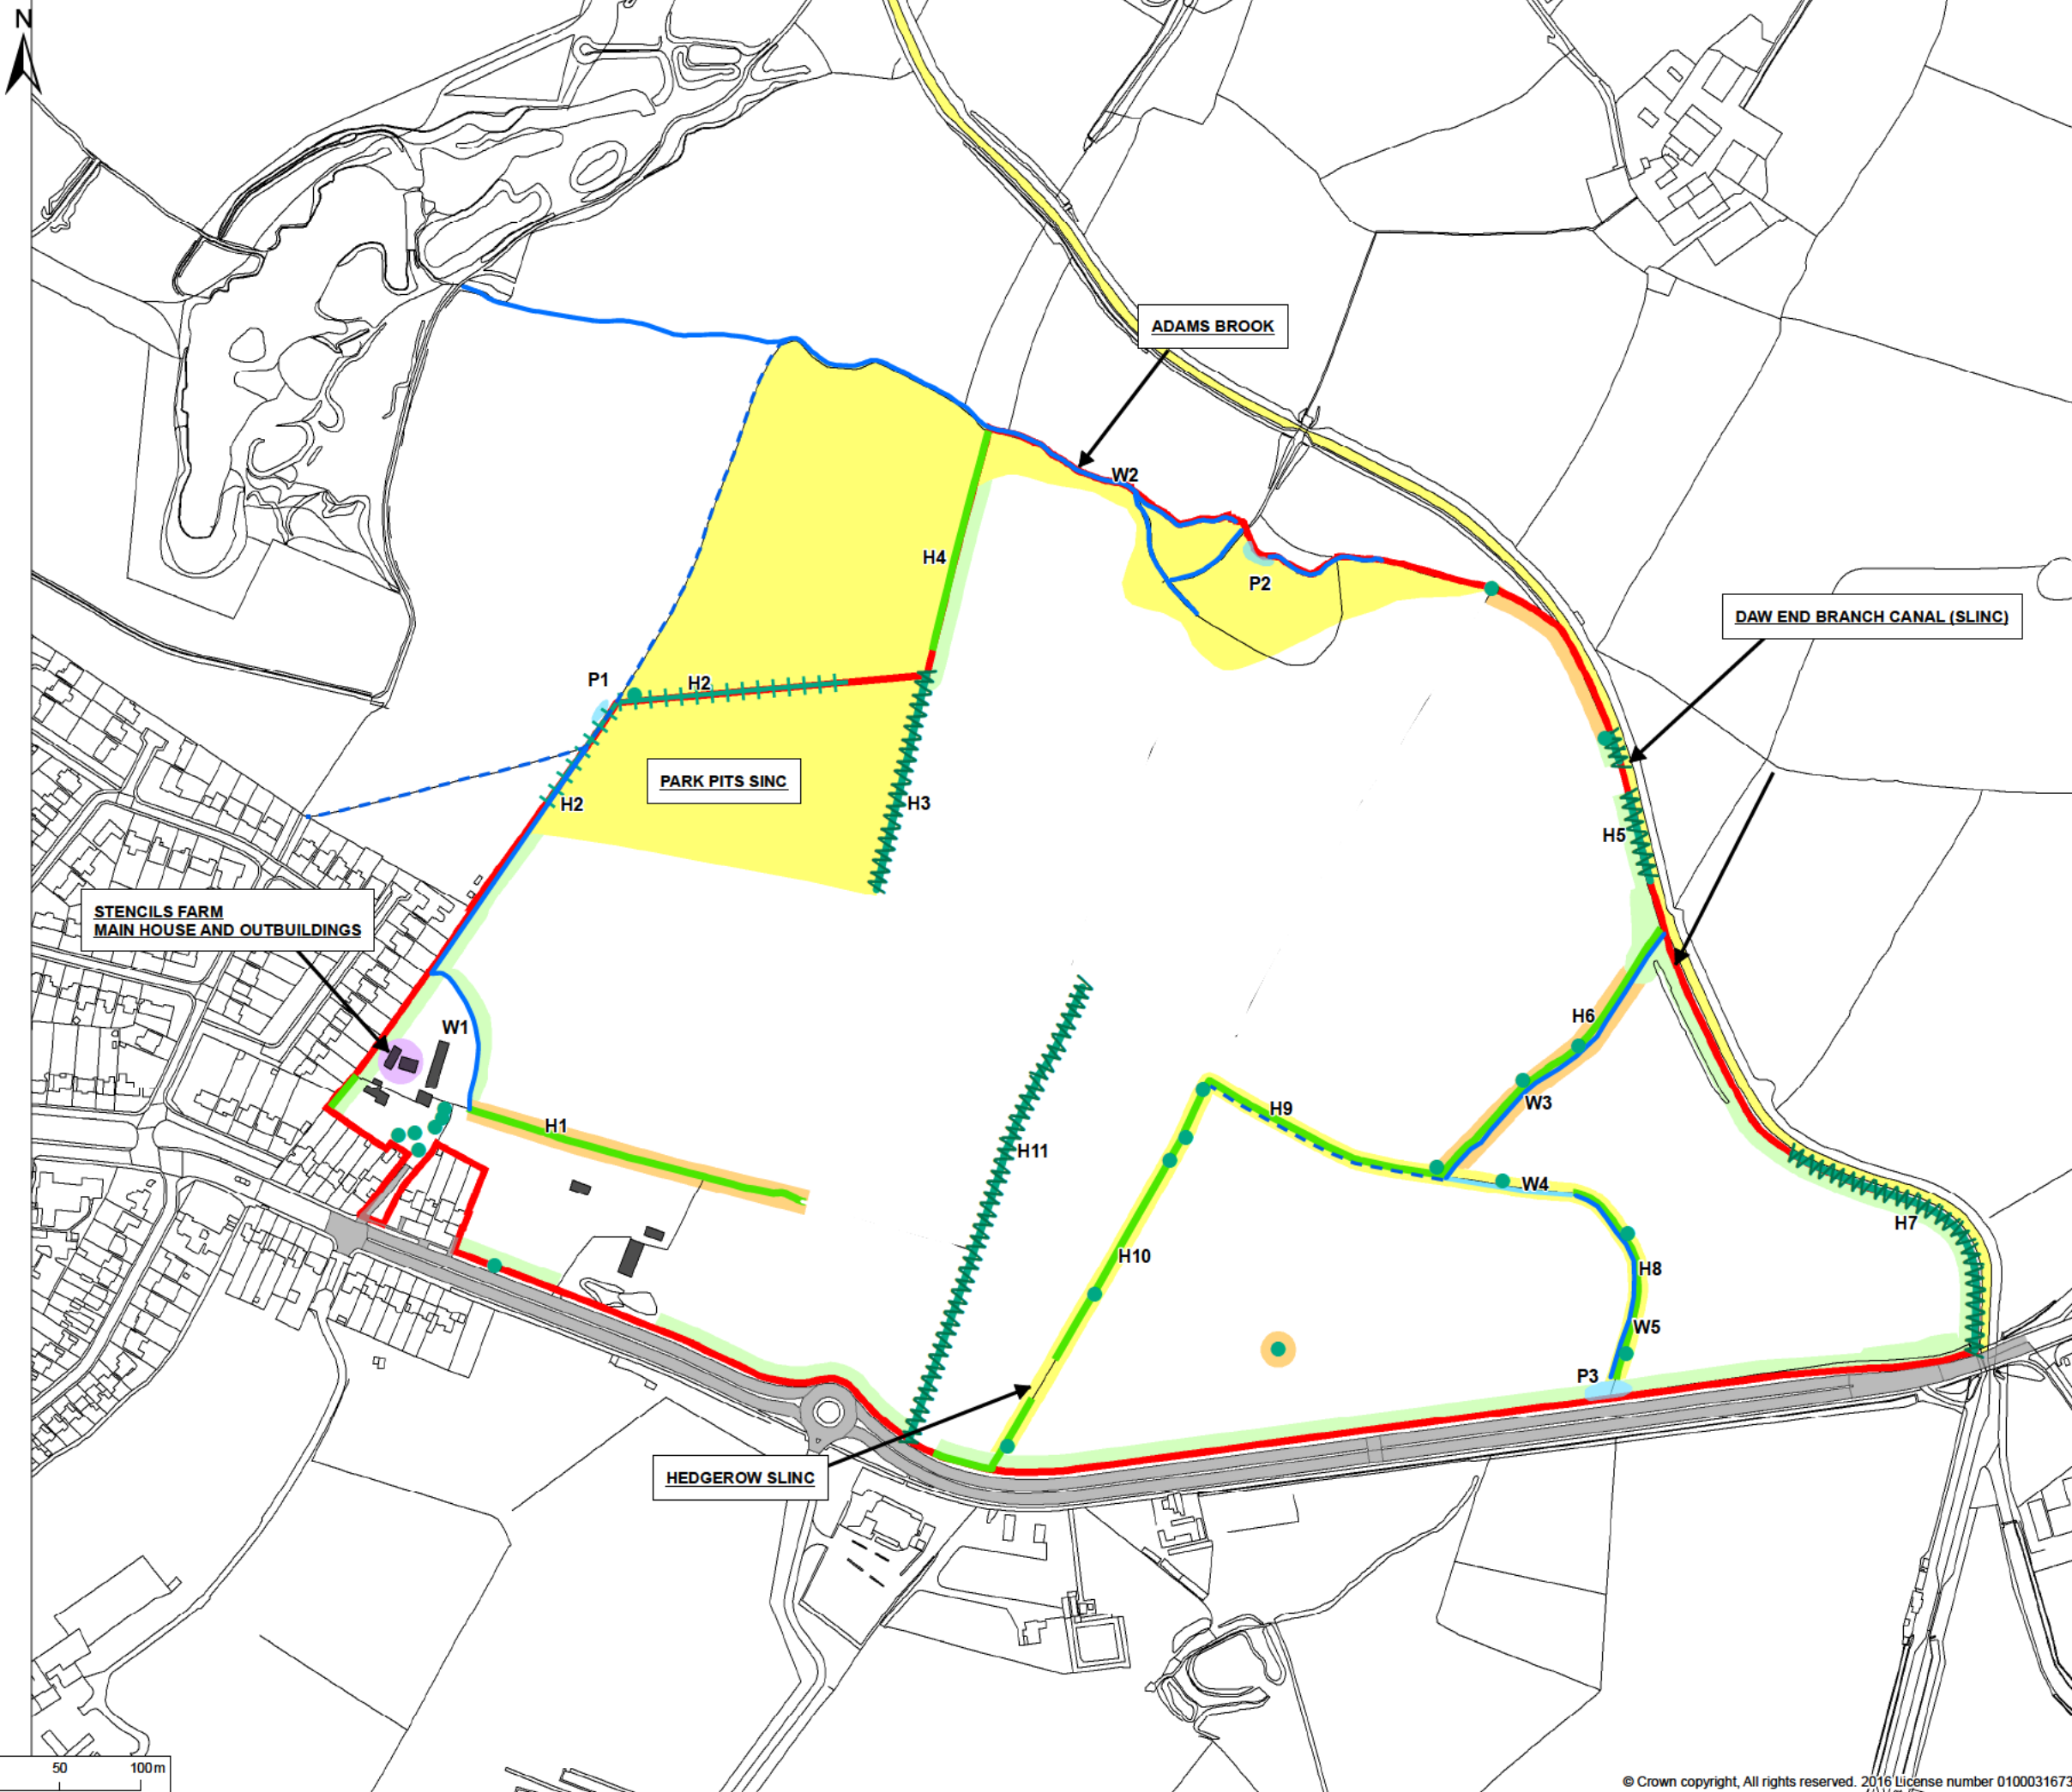 N
ADAMS BROOK
W2
H4
P2
DAW END BRANCH CANAL (SLINC)
P1
H2
PARK PITS SINC
H2
H3
H5
STENCILS FARM
MAIN HOUSE AND OUTBUILDINGS
W1
H6
H1
H9
W3
H11
W4
H7
H10
H8
W5
P3
HEDGEROW SLINC
50
100m
© Crown copyright, All rights reserved. 2016 License number 010003167